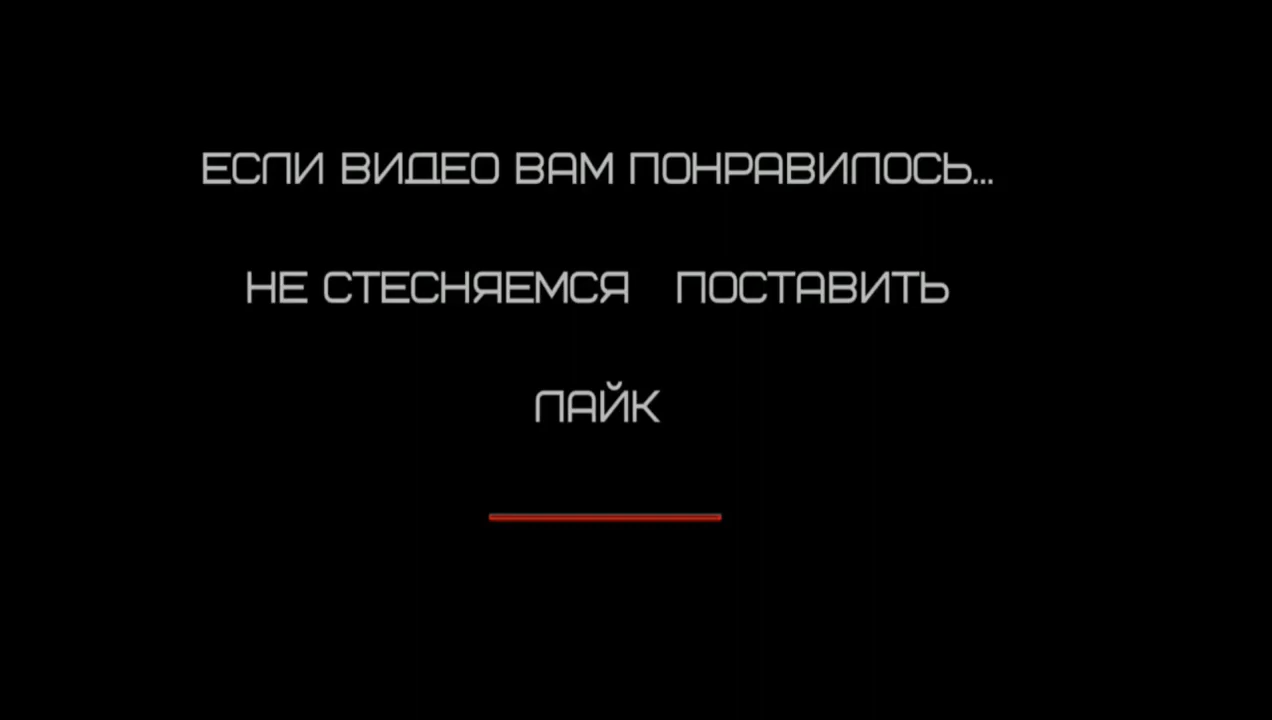 ЕСЛИ ВИДЕО ВАМ ПОНРАВИЛОСЬ...
НЕ СТЕСНЯЕМСЯ ПОСТАВИТЬ
ЛАЙК